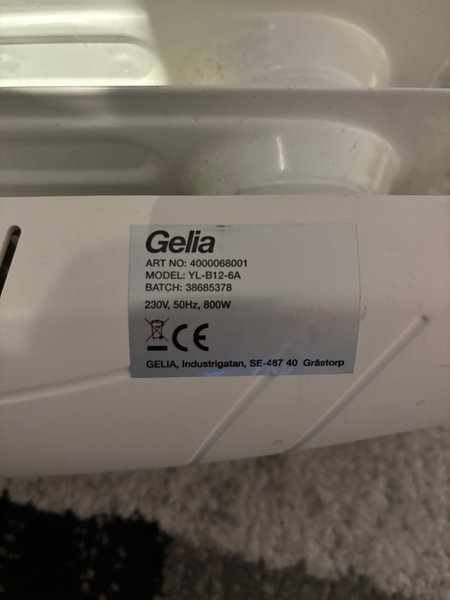 Gelia
ART NO: 4000068001
MODEL: YL-B12-6A
BATCH: 38685378
230V, 50Hz, 800W
CE
GELIA, Industrigatan, SE-467 40 Gråstorp